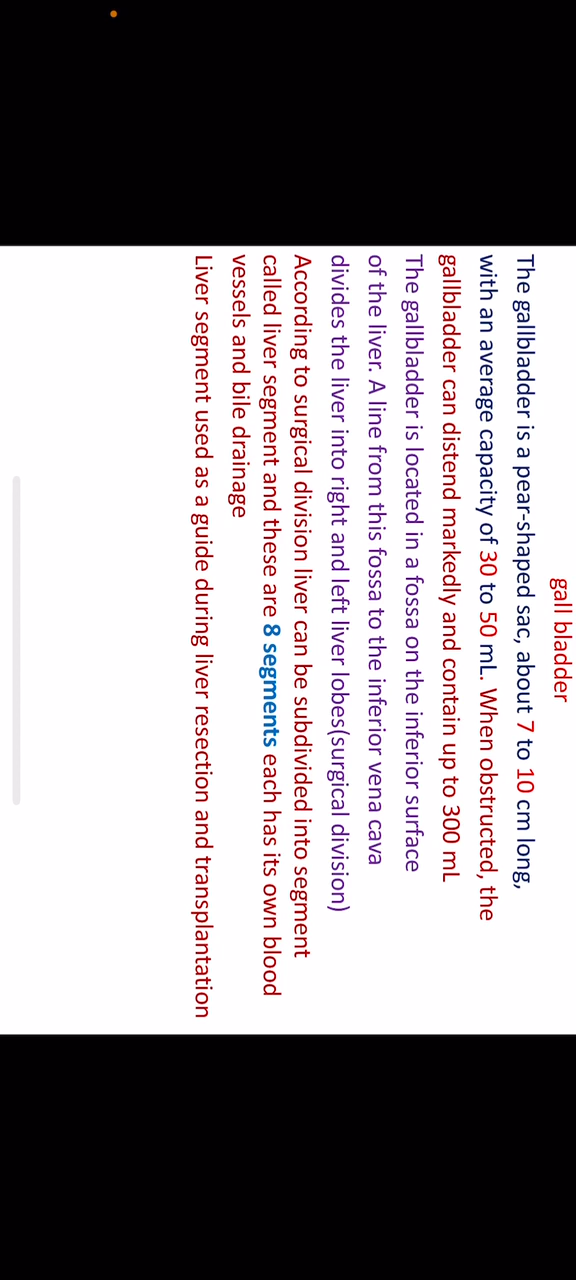 gall bladder
The gallbladder is a pear-shaped sac, about 7 to 10 cm long,
with an average capacity of 30 to 50 mL. When obstructed, the
gallbladder can distend markedly and contain up to 300 mL
The gallbladder is located in a fossa on the inferior surface
of the liver. A line from this fossa to the inferior vena cava
divides the liver into right and left liver lobes(surgical division)
According to surgical division liver can be subdivided into segment
called liver segment and these are 8 segments each has its own blood
vessels and bile drainage
Liver segment used as a guide during liver resection and transplantation